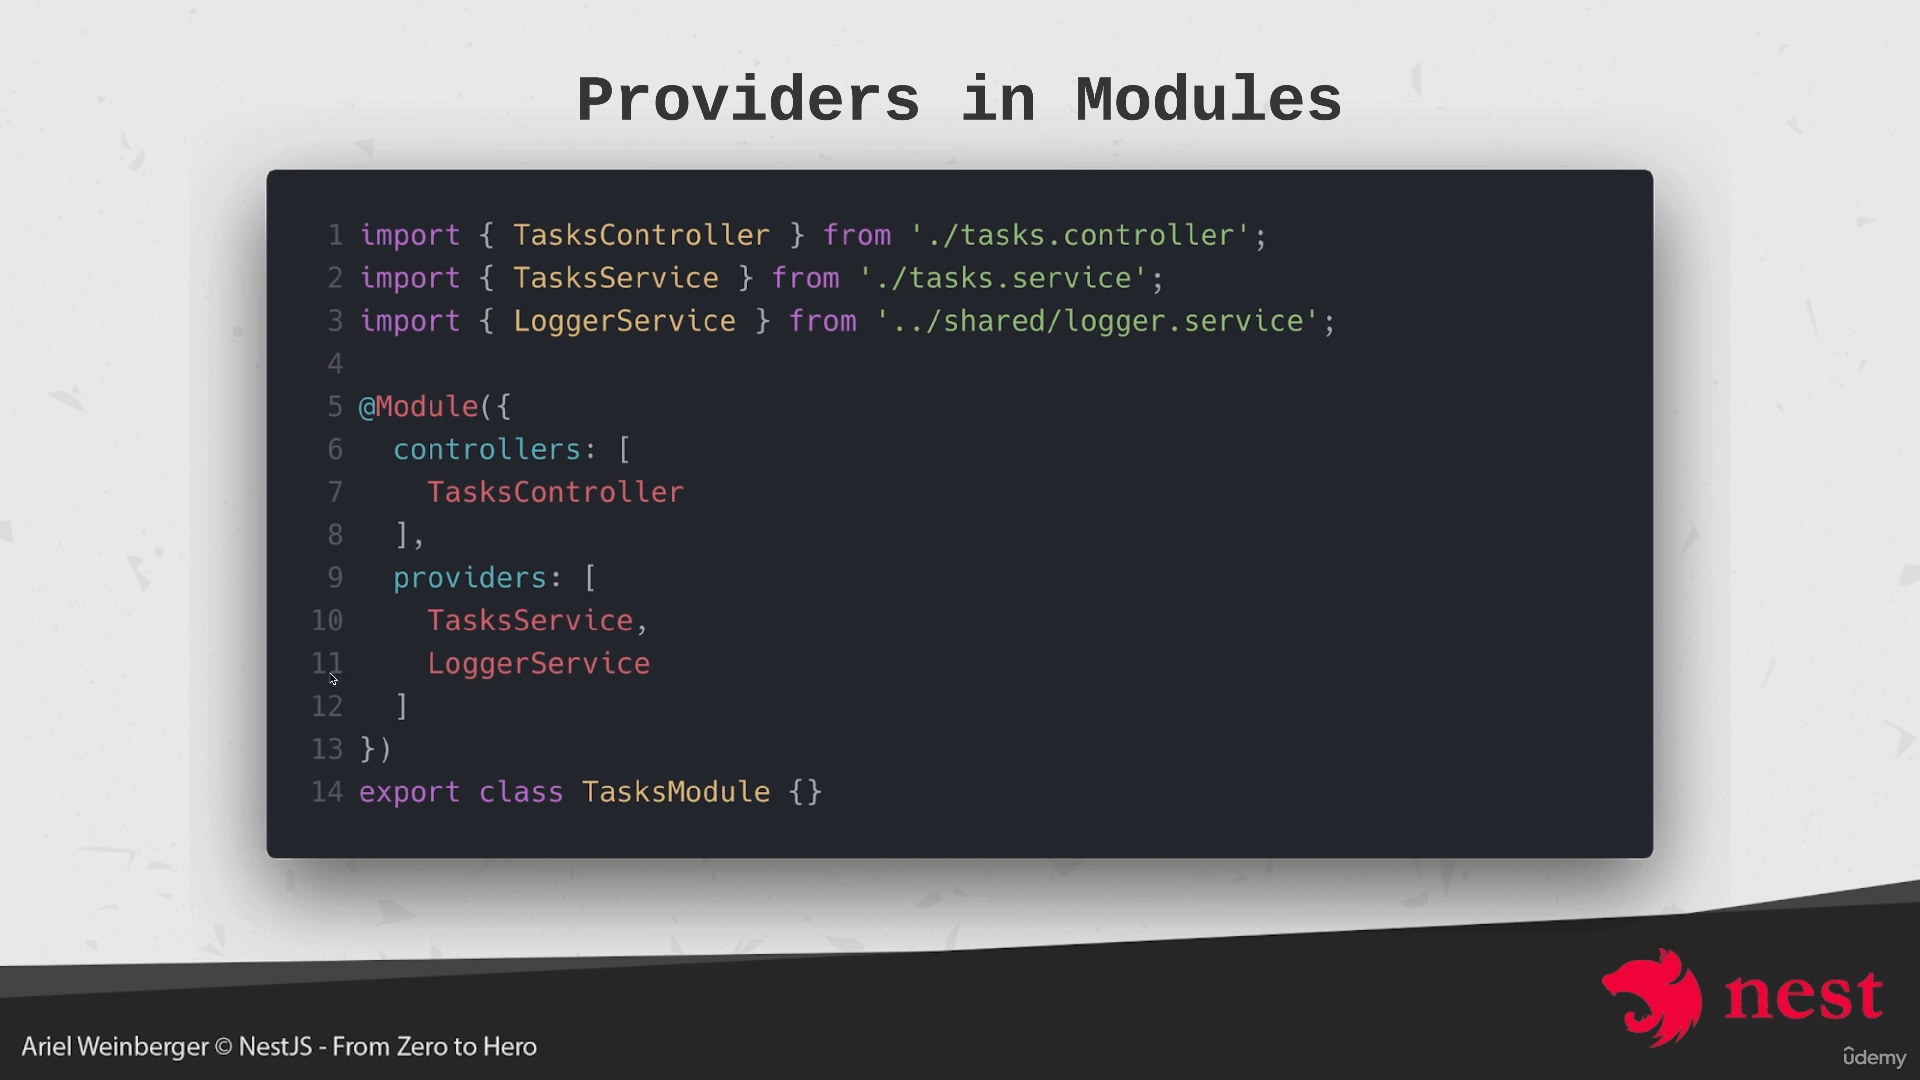 Providers in Modules
1 import { TasksController } from './tasks.controller';
2 import { TasksService } from './tasks.service';
3 import { LoggerService } from '../shared/logger.service';
4
5 @Module({
6   controllers: [
7     TasksController
8   ],
9   providers: [
10     TasksService,
11     LoggerService
12   ]
13 })
14 export class TasksModule {}
nest
Ariel Weinberger © NestJS - From Zero to Hero
ûdemy